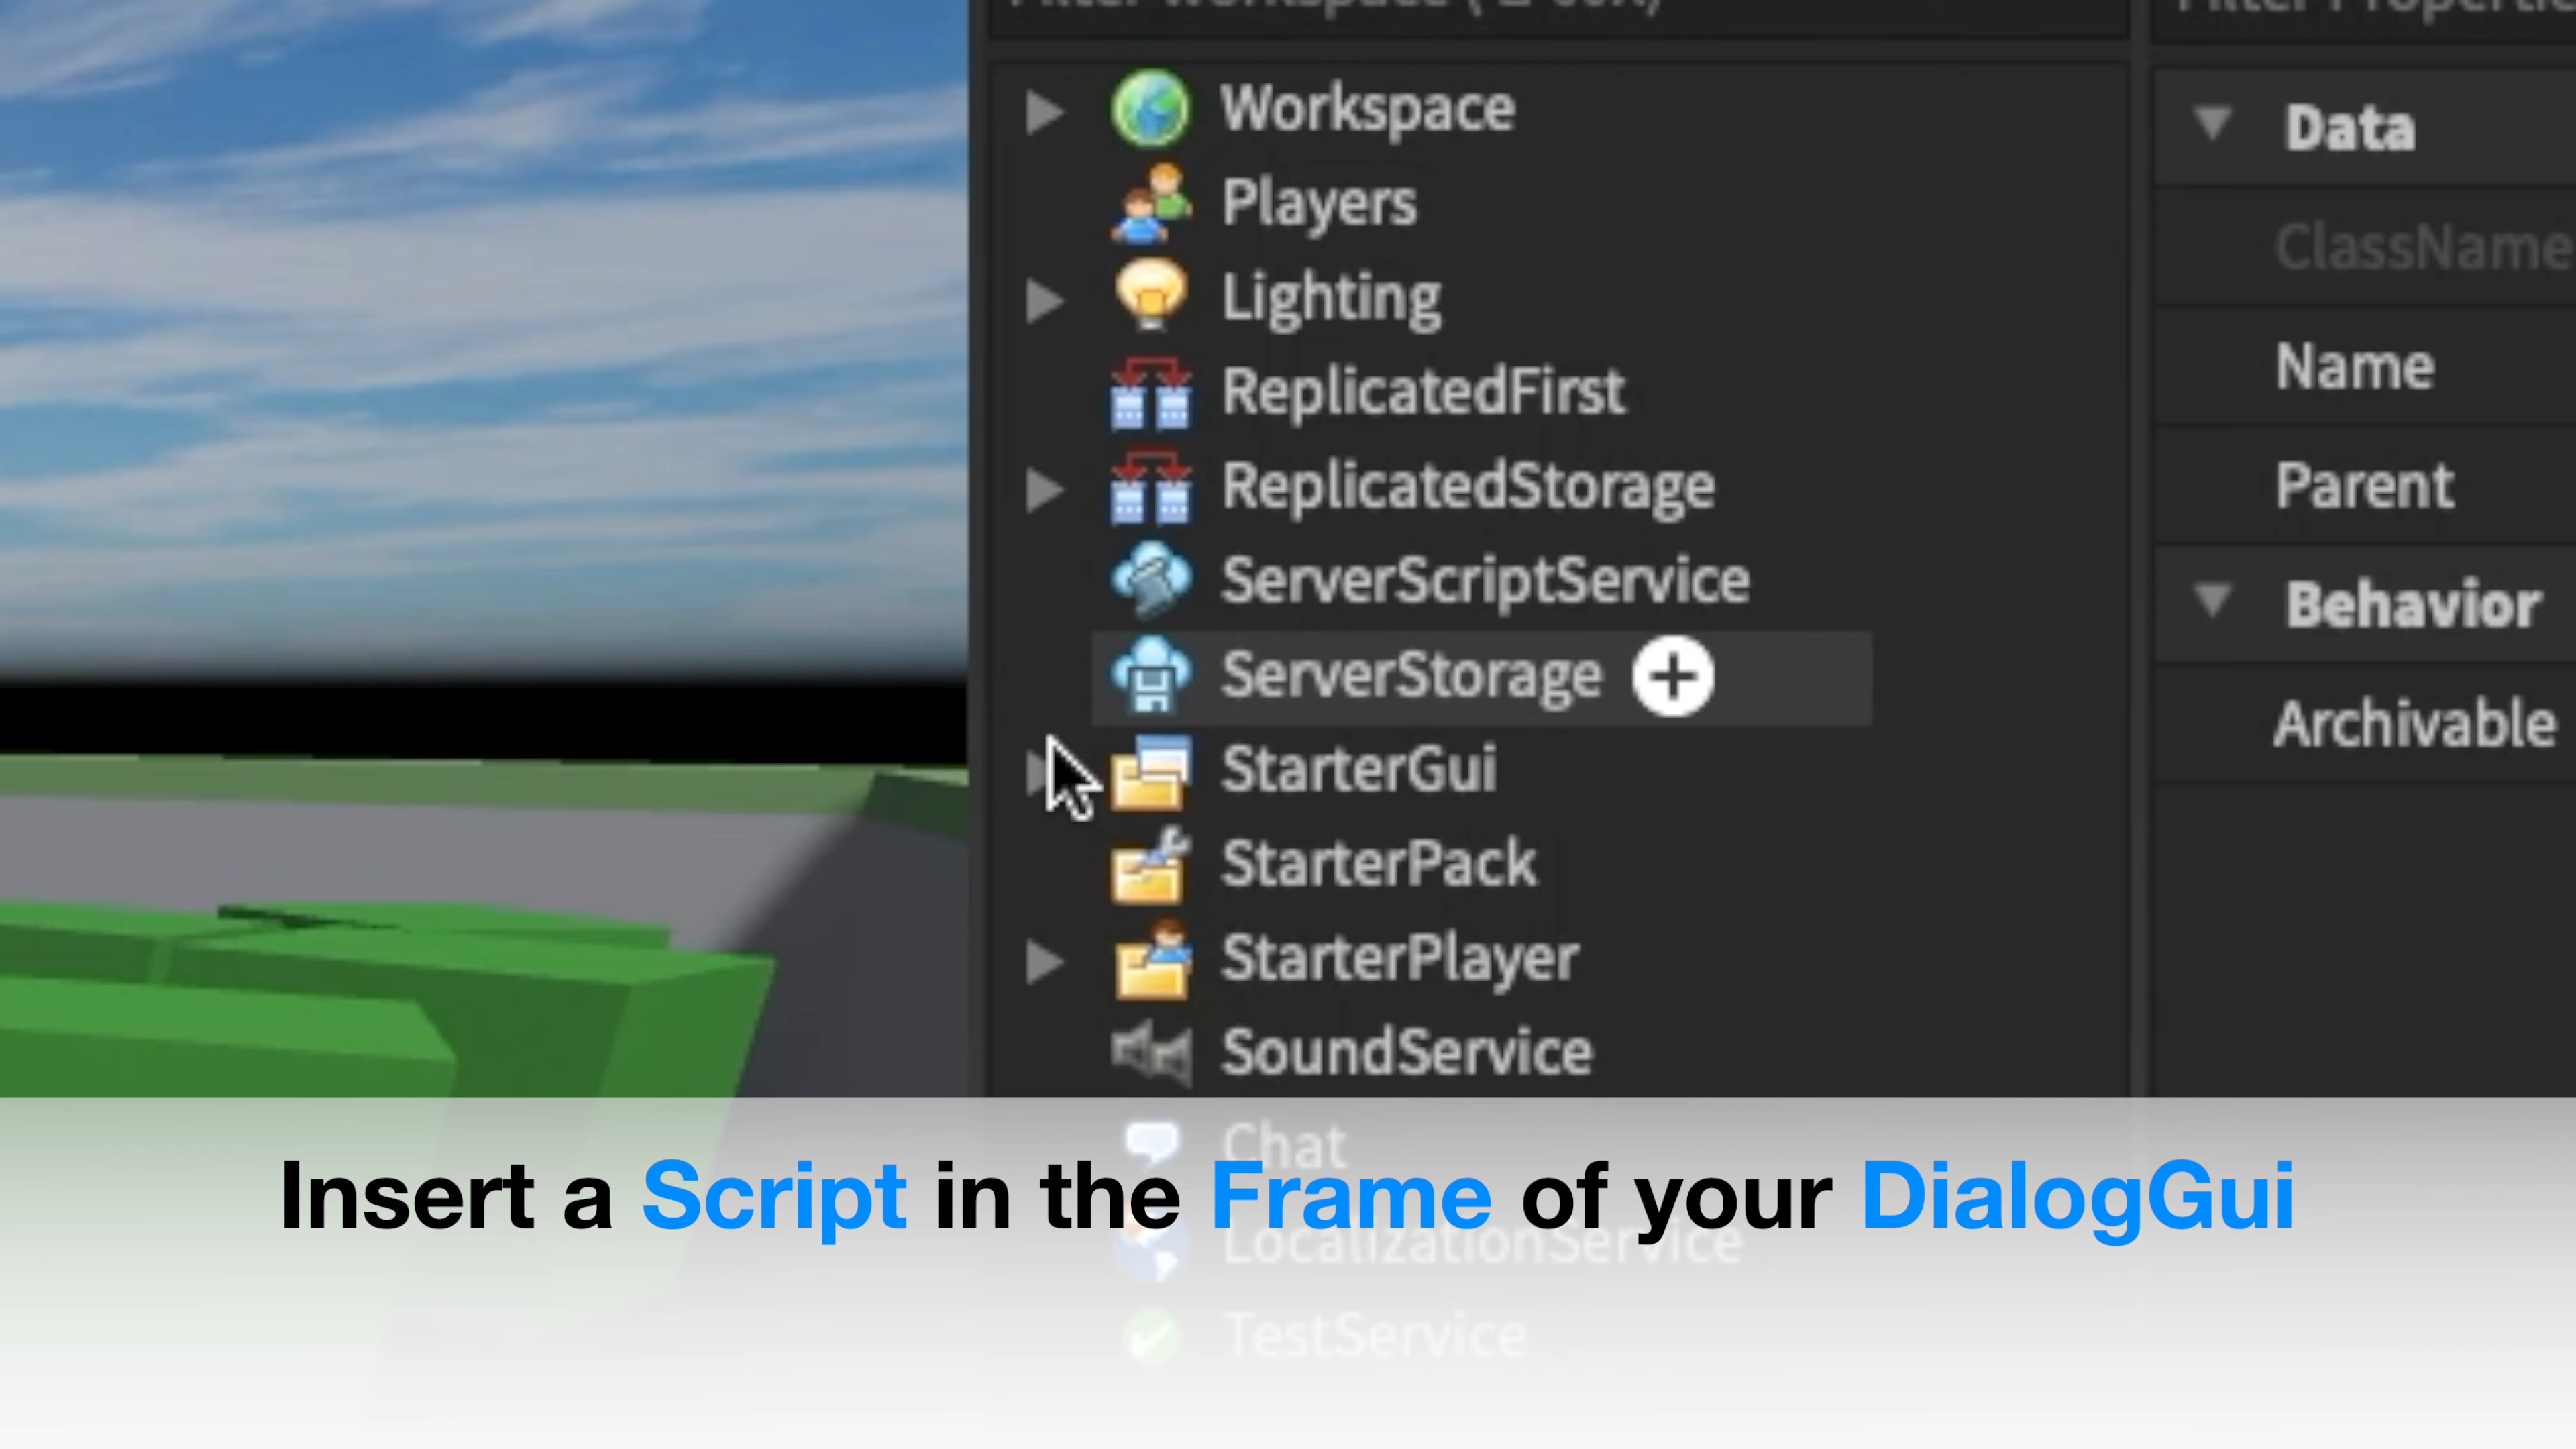 Workspace
Data
Players
ClassName
Lighting
Name
ReplicatedFirst
Parent
ReplicatedStorage
ServerScriptService
Behavior
ServerStorage
Archivable
StarterGui
StarterPack
StarterPlayer
SoundService
Chat
Insert a Script in the Frame of your DialogGui
LocalizationService
TestService